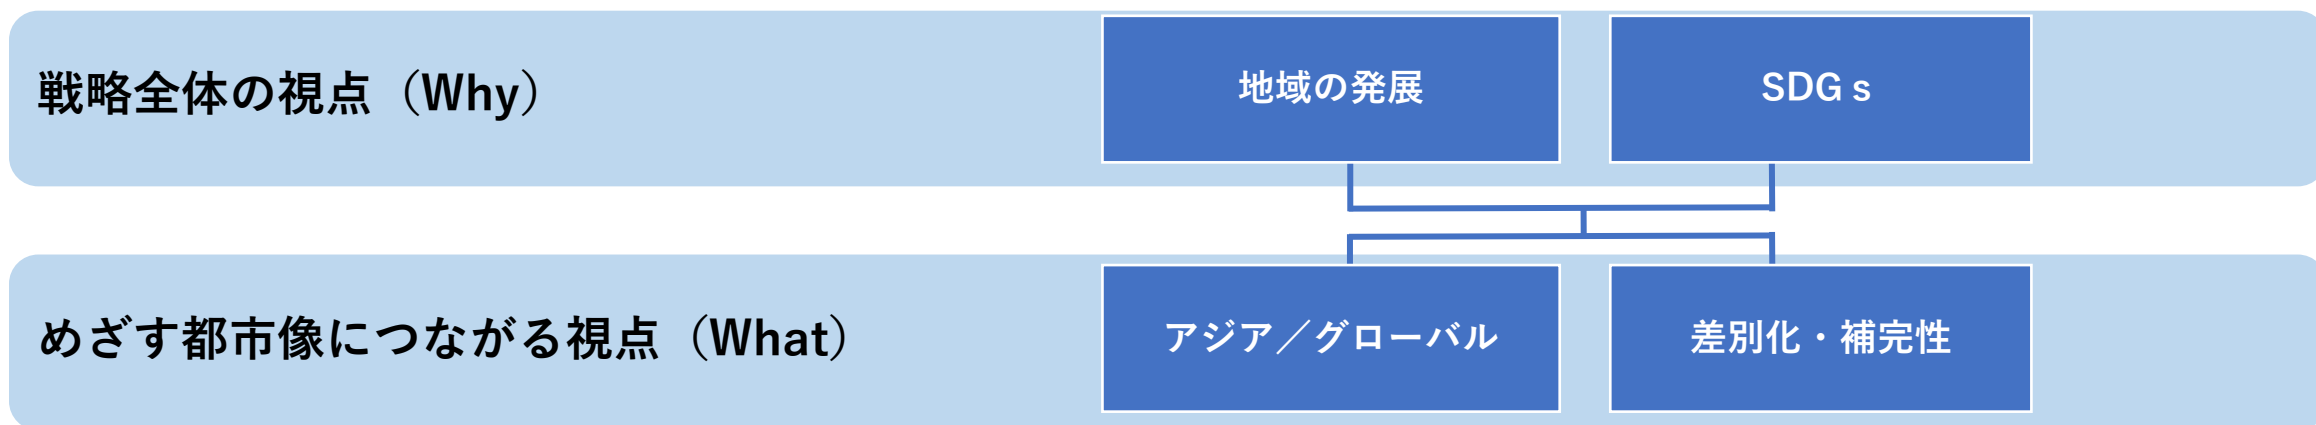 戦略全体の視点（Why）
地域の発展
SDGｓ
めざす都市像につながる視点（What）
アジア／グローバル
差別化・補完性